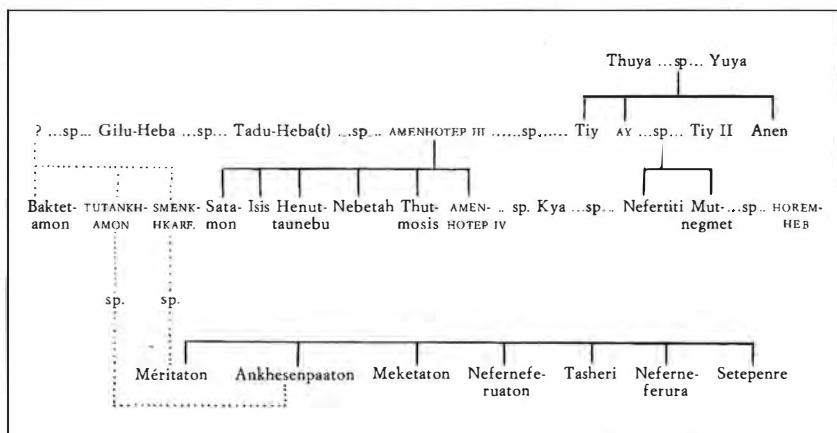 Thuya ...sp... Yuya
? ...sp... Gilu-Heba ...sp... Tadu-Heba(t) ...sp... AMENHOTEP III ......sp...... Tiy AY ...sp... Tiy II Anen
Baktet- TUTANKH- SMENK- Sata- Isis Henut- Nebetah Thut- AMEN- .. sp. Kya ...sp... Nefertiti Mut- ...sp... HOREM-
amon AMON HKARE. mon taunebu mosis HOTEP IV negmet HEB
sp. sp.
Méritaton Ankhesenpaaton Meketaton Nefernefe- Tasheri Neferne- Setepenre
ruaton ferura